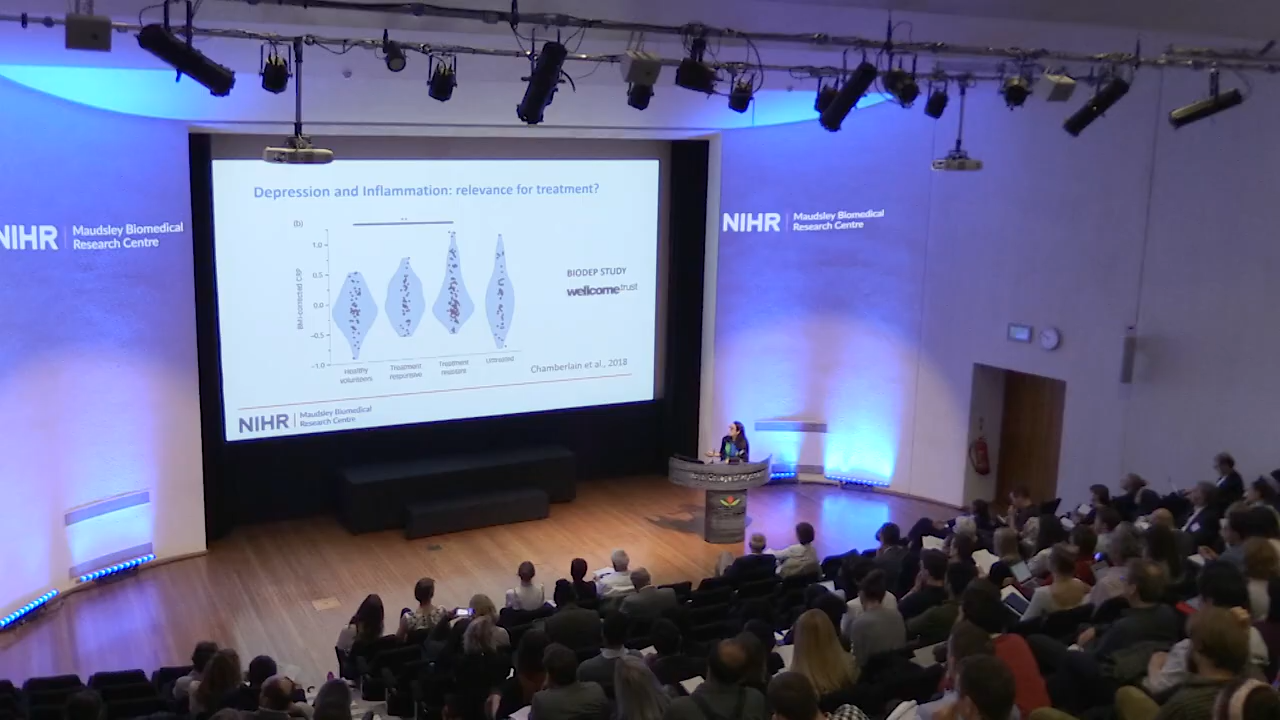 Depression and Inflammation: relevance for treatment?
(b)
**
BMI-corrected CRP
1.0
0.5
0.0
-0.5
-1.0
Healthy
volunteers
Treatment
responsive
Treatment
resistant
Untreated
BIODEP STUDY
wellcome trust
Chamberlain et al., 2018
NIHR
Maudsley Biomedical
Research Centre
NIHR
Maudsley Biomedical
Research Centre
NIHR
Maudsley Biomedical
Research Centre